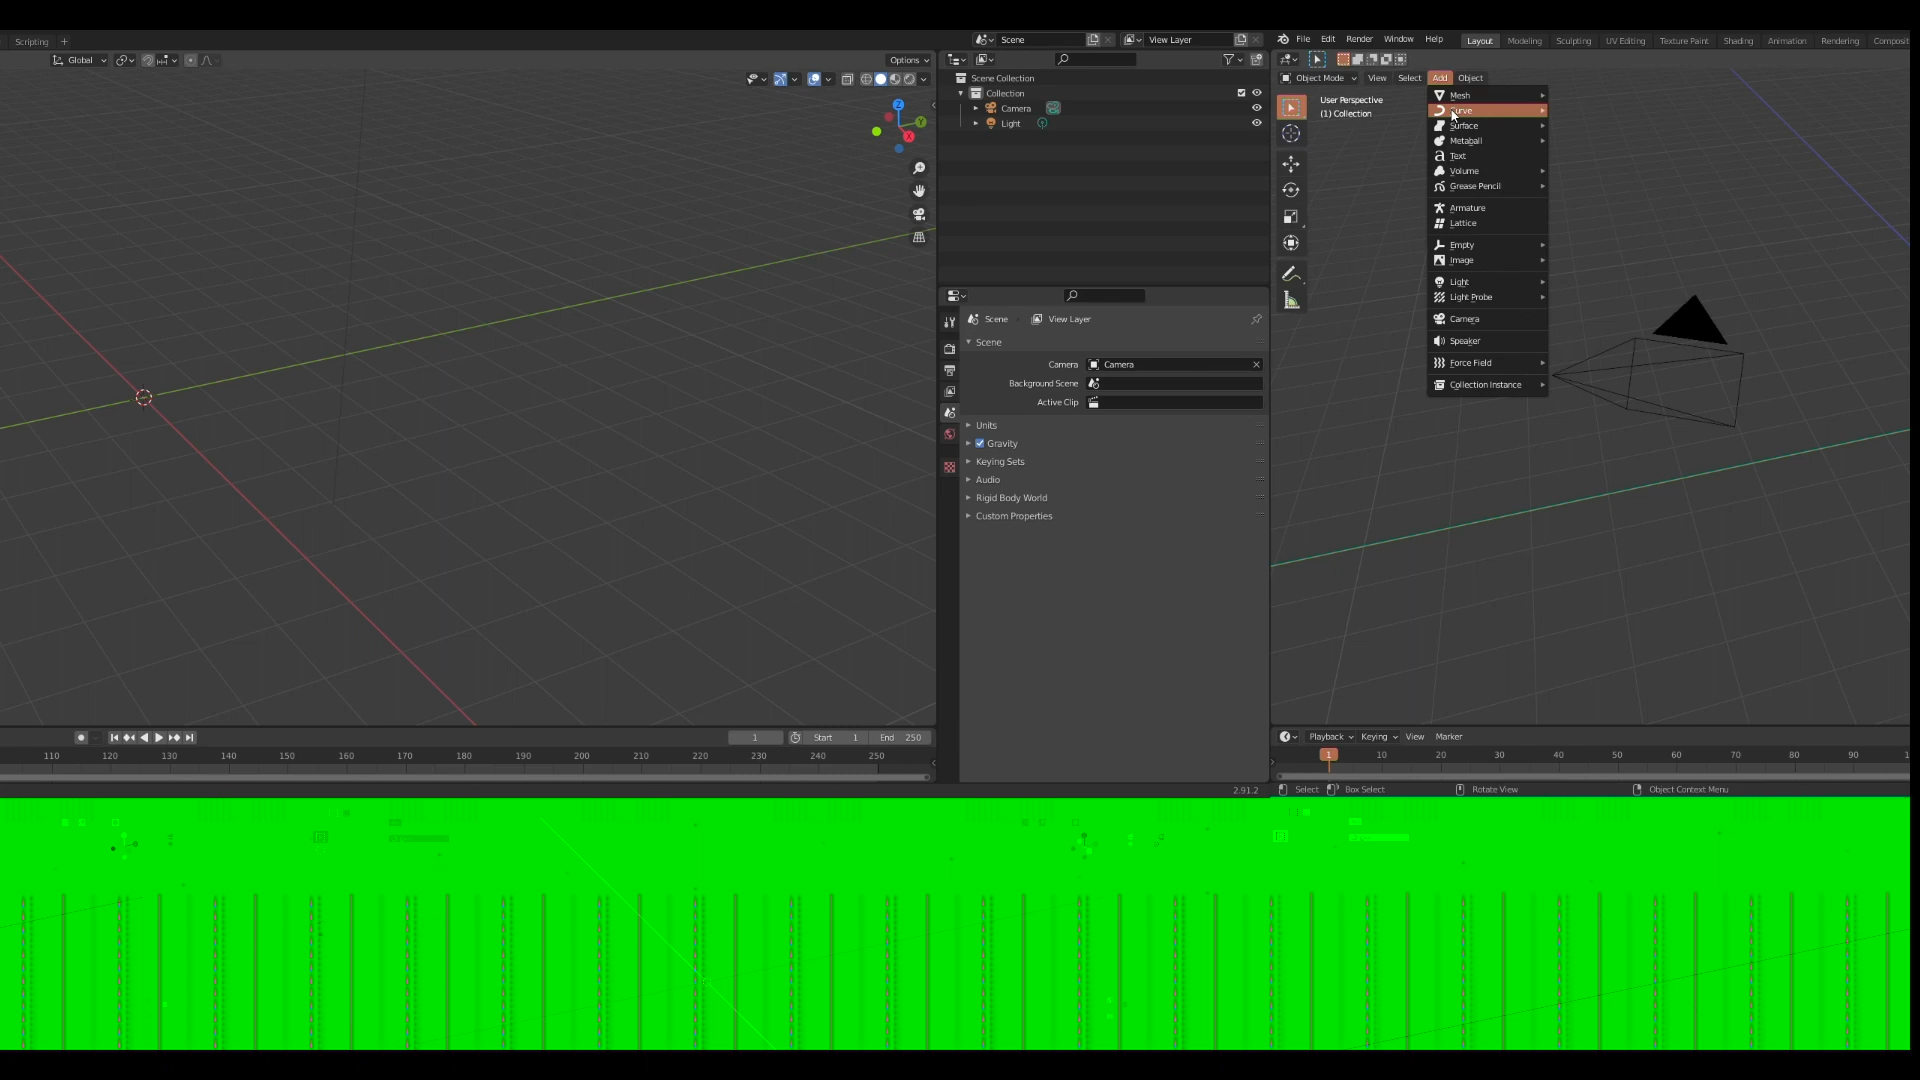 Scripting +
Scene
View Layer
File Edit Render Window Help
Layout Modeling Sculpting UV Editing Texture Paint Shading Animation Rendering Composit
Global
Options
Object Mode View Select Add Object
Scene Collection
Collection
Camera
Light
User Perspective
(1) Collection
Mesh
Curve
Surface
Metaball
Text
Volume
Grease Pencil
Armature
Lattice
Empty
Image
Light
Light Probe
Camera
Speaker
Force Field
Collection Instance
Z
Y
X
Scene View Layer
Scene
Camera Camera
Background Scene
Active Clip
Units
Gravity
Keying Sets
Audio
Rigid Body World
Custom Properties
1 Start 1 End 250
Playback Keying View Marker
110 120 130 140 150 160 170 180 190 200 210 220 230 240 250
1 10 20 30 40 50 60 70 80 90 1
2.91.2
Select Box Select Rotate View Object Context Menu